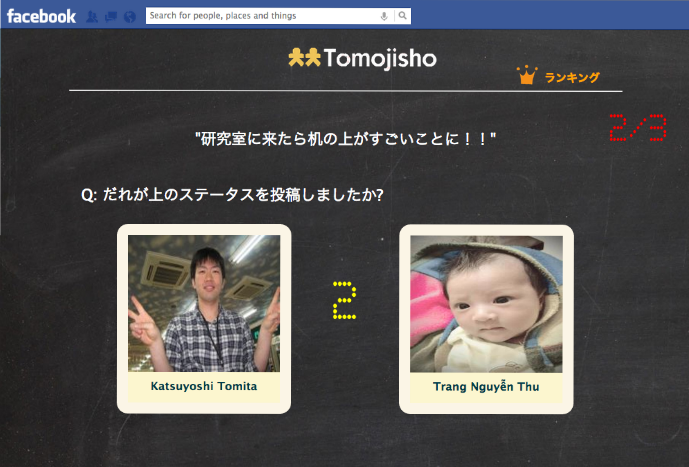 facebook
Search for people, places and things
Tomojisho
ランキング
2/3
"研究室に来たら机の上がすごいことに！！"
Q: だれが上のステータスを投稿しましたか?
2
Katsuyoshi Tomita
Trang Nguyễn Thu